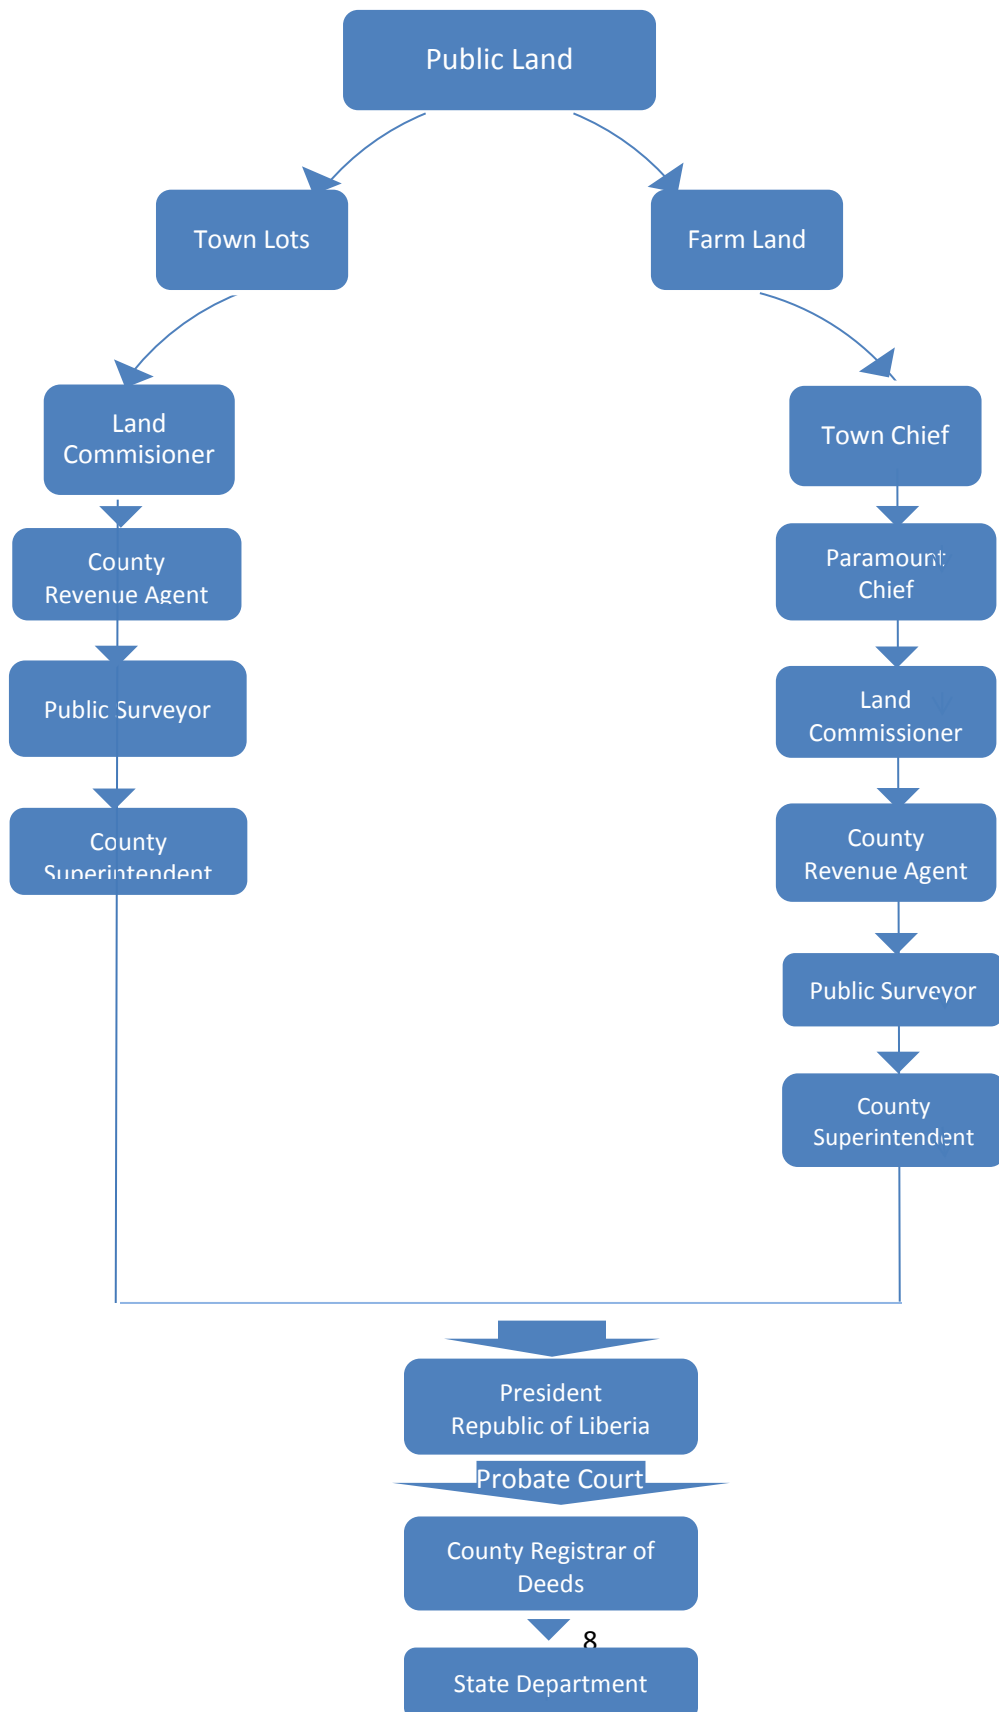 Public Land
Town Lots
Farm Land
Land
Commisioner
Town Chief
County
Revenue Agent
Paramount
Chief
Public Surveyor
Land
Commissioner
County
Superintendent
County
Revenue Agent
Public Surveyor
County
Superintendent
President
Republic of Liberia
Probate Court
County Registrar of
Deeds
8
State Department